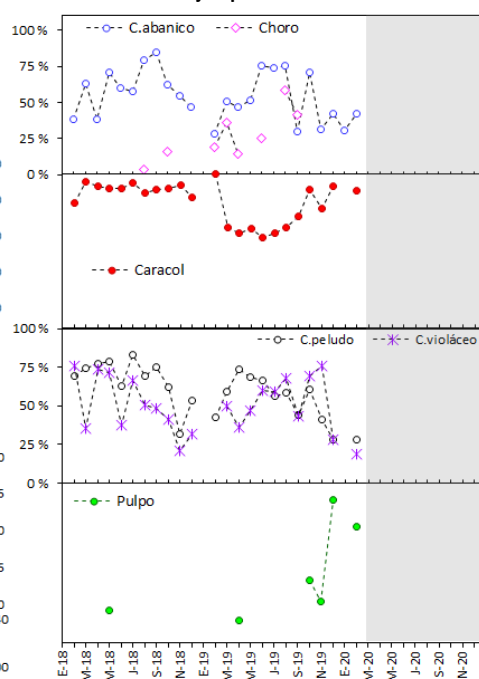 100 %
C.abanico
Choro
75 %
50 %
25 %
0 %
Caracol
100 %
C.peludo
C.violáceo
75 %
50 %
25 %
0 %
Pulpo
E-18
M-18
M-18
J-18
S-18
N-18
E-19
M-19
M-19
J-19
S-19
N-19
E-20
M-20
M-20
J-20
S-20
N-20